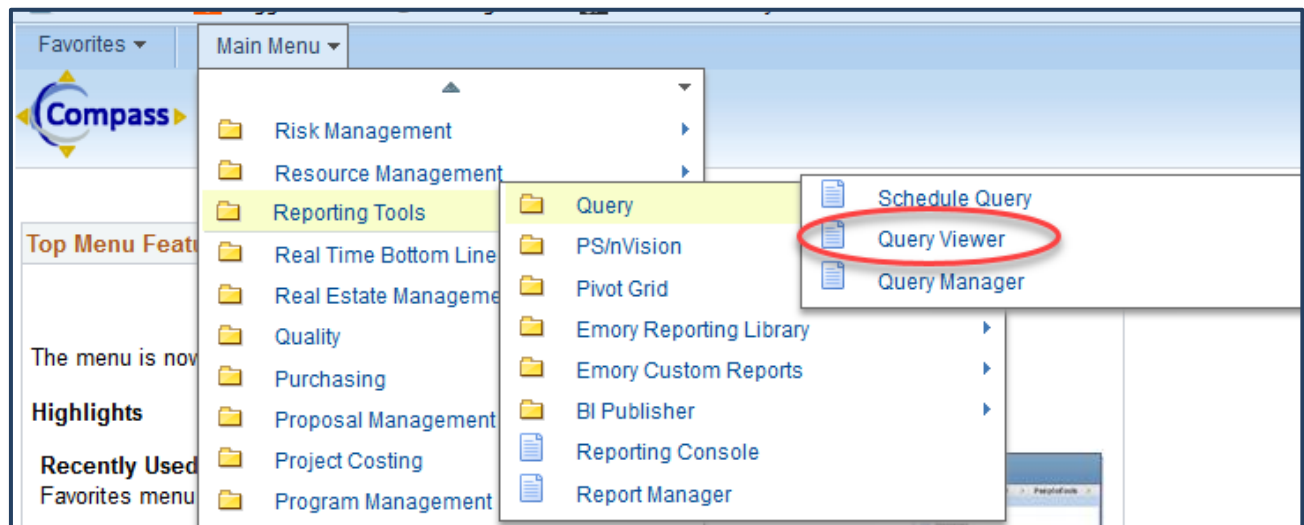 Favorites Main Menu
Compass
Risk Management
Resource Management
Reporting Tools
Real Time Bottom Line
Real Estate Manageme
Quality
Purchasing
Proposal Management
Project Costing
Program Management
Query
PS/nVision
Pivot Grid
Emory Reporting Library
Emory Custom Reports
BI Publisher
Reporting Console
Report Manager
Schedule Query
Query Viewer
Query Manager
Top Menu Featu
The menu is now
Highlights
Recently Used
Favorites menu
PeopleTools